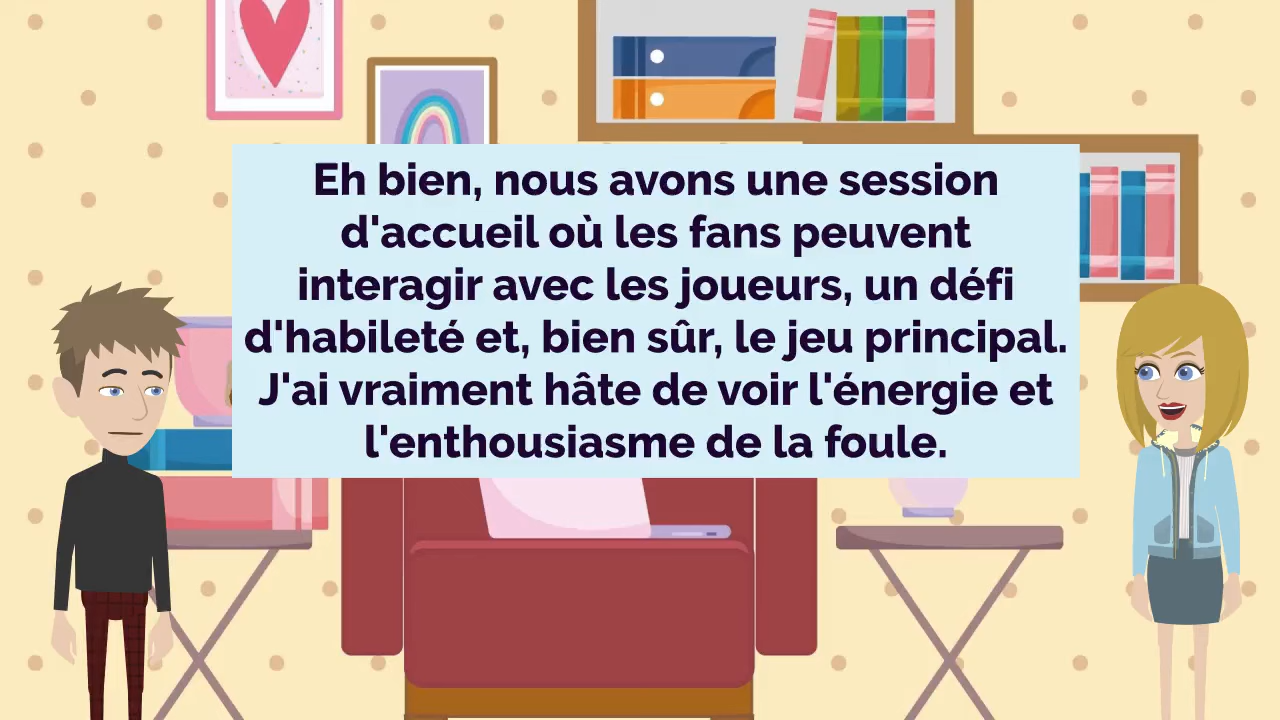 Eh bien, nous avons une session
d'accueil où les fans peuvent
interagir avec les joueurs, un défi
d'habileté et, bien sûr, le jeu principal.
J'ai vraiment hâte de voir l'énergie et
l'enthousiasme de la foule.